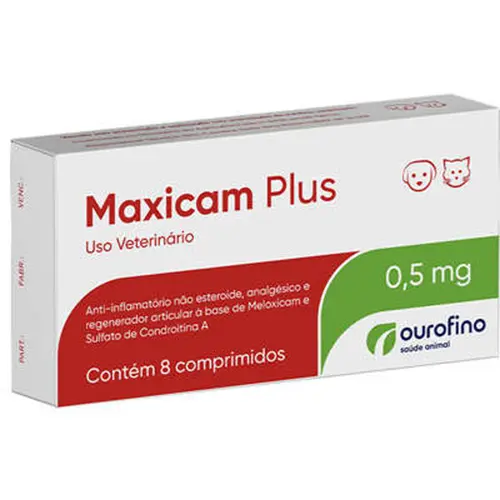 Maxicam Plus
Uso Veterinário
0,5 mg
Anti-inflamatório não esteroide, analgésico e
regenerador articular à base de Meloxicam e
Sulfato de Condroitina A
Contém 8 comprimidos
ourofino
saúde animal
VENC.:
FABR.:
PART.: